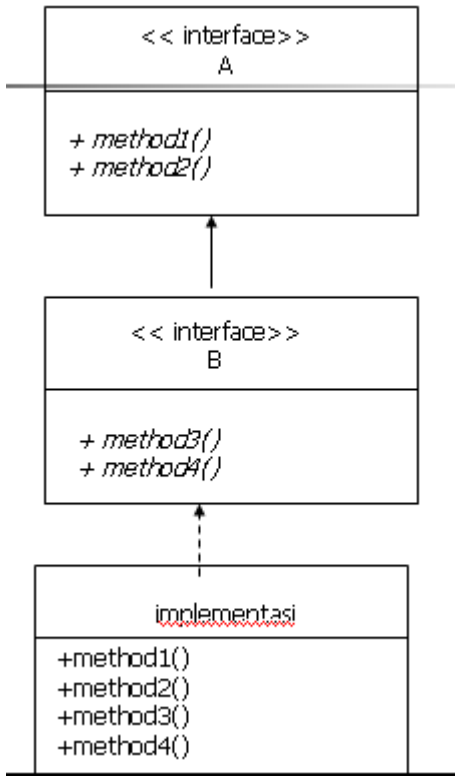 << interface>>
A
+ method1()
+ method2()
<< interface>>
B
+ method3()
+ method4()
implementasi
+method1()
+method2()
+method3()
+method4()